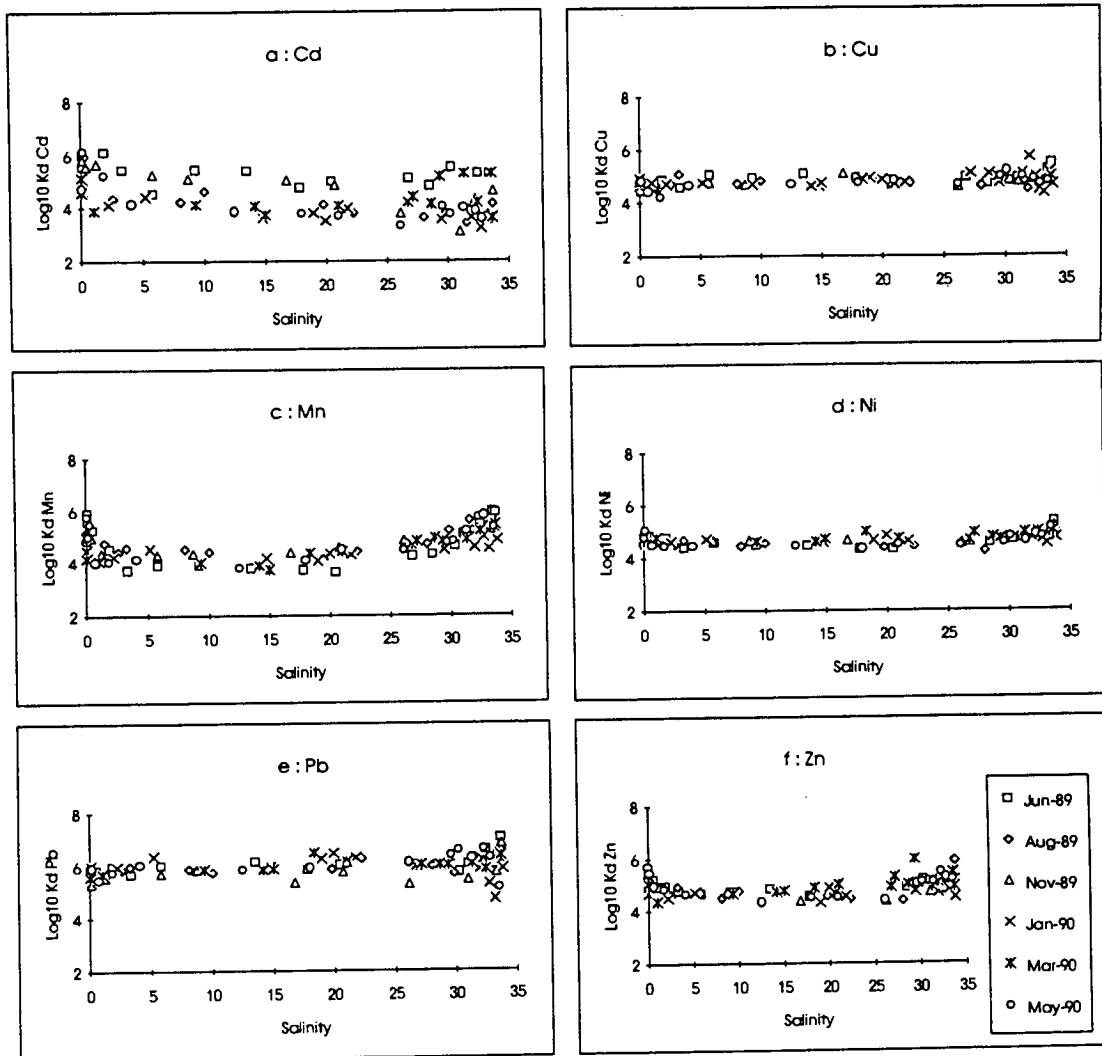 a : Cd
8
6
4
2
Log10 Kd Cd
0 5 10 15 20 25 30 35
Salinity
b : Cu
8
6
4
2
Log10 Kd Cu
0 5 10 15 20 25 30 35
Salinity
c : Mn
8
6
4
2
Log10 Kd Mn
0 5 10 15 20 25 30 35
Salinity
d : Ni
8
6
4
2
Log10 Kd Ni
0 5 10 15 20 25 30 35
Salinity
e : Pb
8
6
4
2
Log10 Kd Pb
0 5 10 15 20 25 30 35
Salinity
f : Zn
8
6
4
2
Log10 Kd Zn
0 5 10 15 20 25 30 35
Salinity
Jun-89
Aug-89
Nov-89
Jan-90
Mar-90
May-90